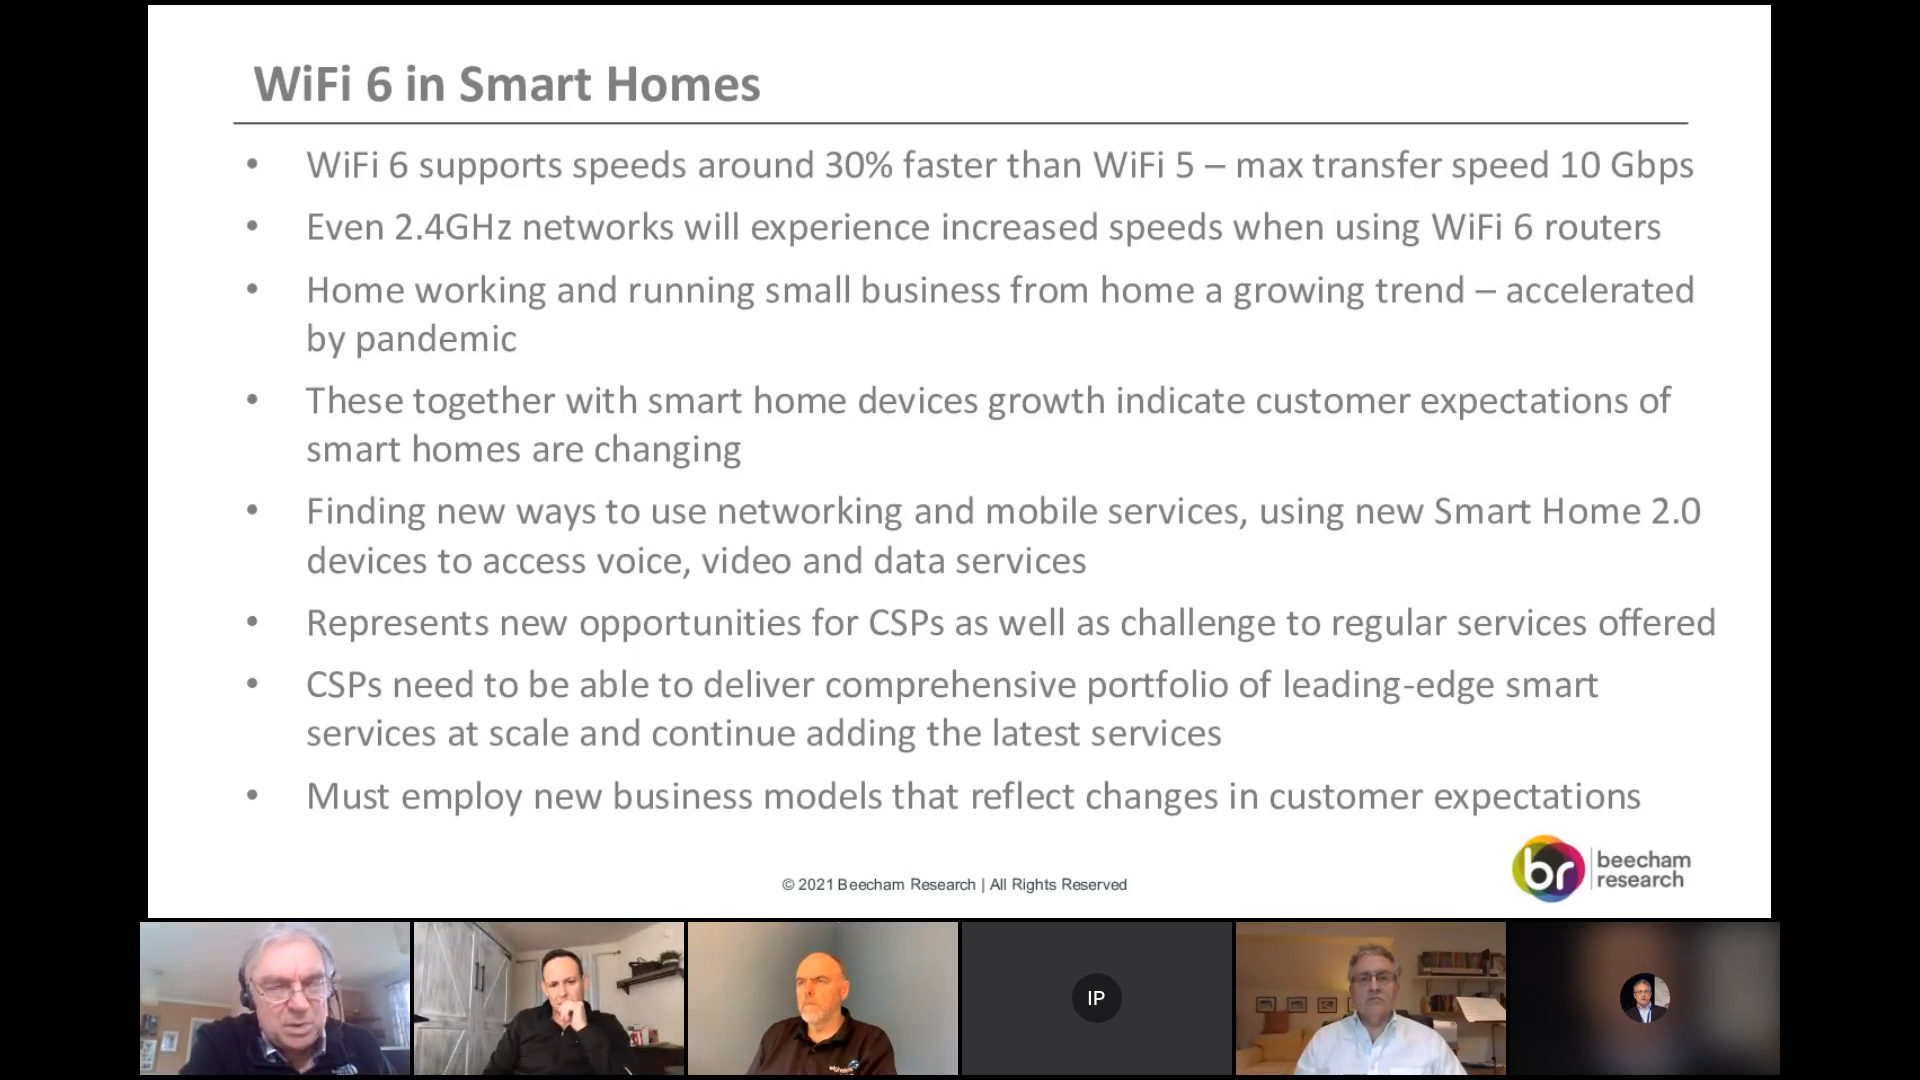 WiFi 6 in Smart Homes
• WiFi 6 supports speeds around 30% faster than WiFi 5 – max transfer speed 10 Gbps
• Even 2.4GHz networks will experience increased speeds when using WiFi 6 routers
• Home working and running small business from home a growing trend – accelerated
by pandemic
• These together with smart home devices growth indicate customer expectations of
smart homes are changing
• Finding new ways to use networking and mobile services, using new Smart Home 2.0
devices to access voice, video and data services
• Represents new opportunities for CSPs as well as challenge to regular services offered
• CSPs need to be able to deliver comprehensive portfolio of leading-edge smart
services at scale and continue adding the latest services
• Must employ new business models that reflect changes in customer expectations
br beecham
research
© 2021 Beecham Research | All Rights Reserved
IP